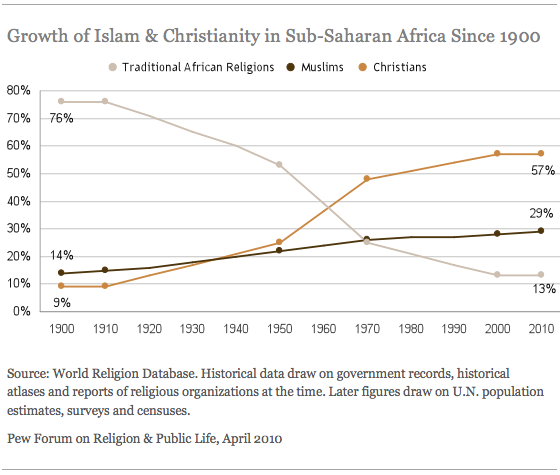 Growth of Islam & Christianity in Sub-Saharan Africa Since 1900
Traditional African Religions Muslims Christians
80%
70%
76%
60%
57%
50%
40%
30%
29%
20%
14%
10%
9%
13%
0%
1900 1910 1920 1930 1940 1950 1960 1970 1980 1990 2000 2010
Source: World Religion Database. Historical data draw on government records, historical
atlases and reports of religious organizations at the time. Later figures draw on U.N. population
estimates, surveys and censuses.
Pew Forum on Religion & Public Life, April 2010